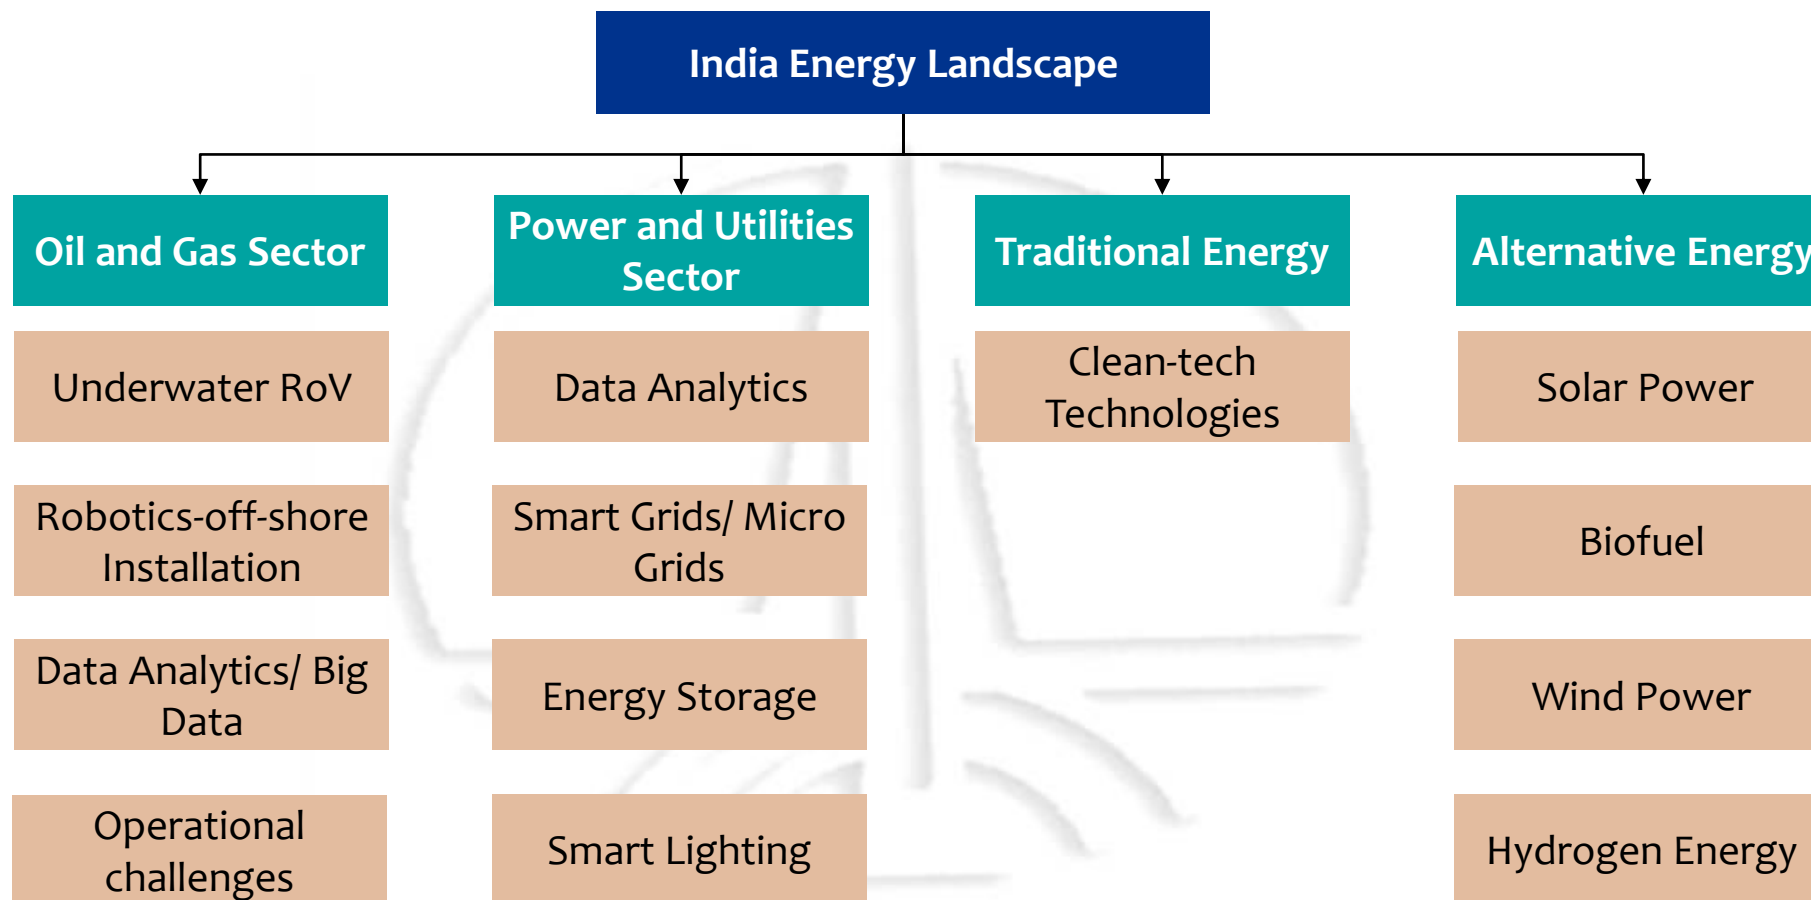 India Energy Landscape
Oil and Gas Sector
Power and Utilities
Sector
Traditional Energy
Alternative Energy
Underwater RoV
Data Analytics
Clean-tech
Technologies
Solar Power
Robotics-off-shore
Installation
Smart Grids/ Micro
Grids
Biofuel
Data Analytics/ Big
Data
Energy Storage
Wind Power
Operational
challenges
Smart Lighting
Hydrogen Energy